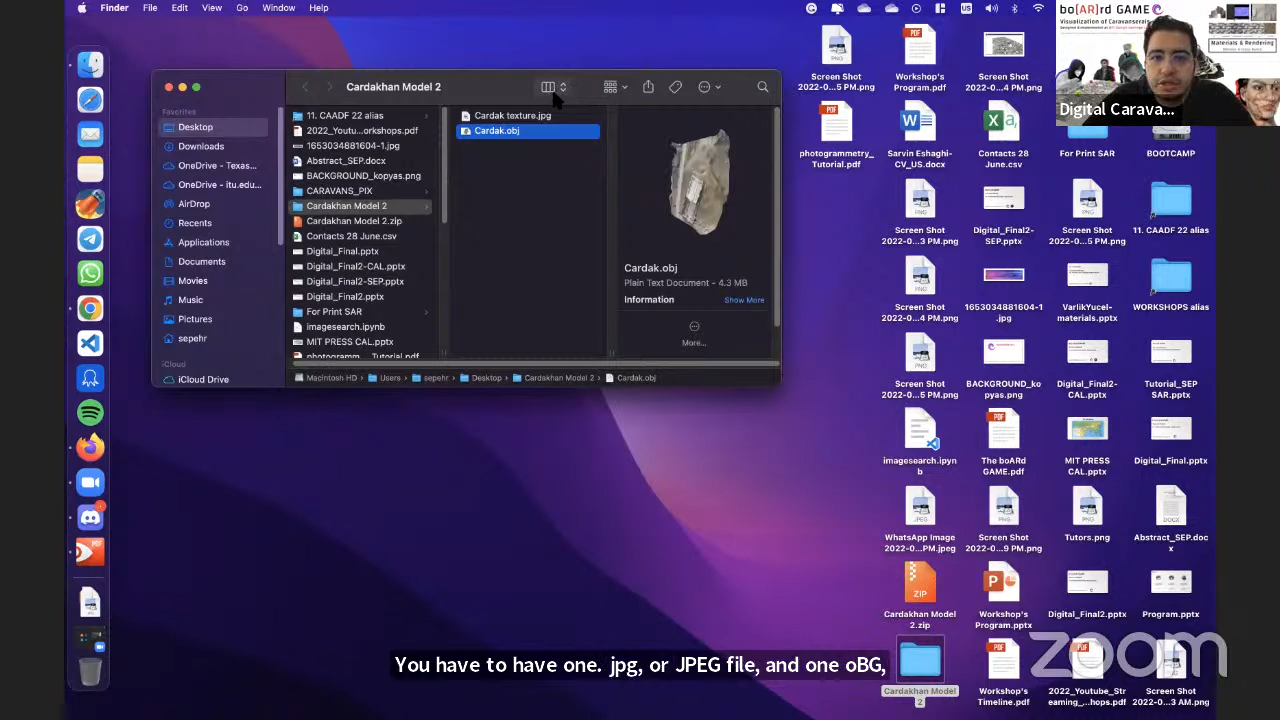 Finder File Edit View Go Window Help
US
Cardakhan Model 2
Favorites
Desktop
Downloads
OneDrive - Texas...
OneDrive - itu.edu...
AirDrop
Recents
Applications
Documents
Movies
Music
Pictures
sepehr
iCloud
iCloud Drive
11. CAADF 22 alias
Abstract_SEP.docx
BACKGROUND_kopyas.png
CARAVANS_PIX
Cardakhan Model 2
Cardakhan Model 2.zip
Contacts 28 June.csv
Digital_Final.pptx
Digital_Final2-CAL.pptx
Digital_Final2-SEP.pptx
Digital_Final2.pptx
For Print SAR
imagesearch.ipynb
MIT PRESS CAL.pptx
Cardak texture.jpg
Cardak.obj
Cardak.obj
Document - 4.3 MB
Information Show More
More...
Macintosh HD › Users › sepehr › Desktop › Cardakhan Model 2 › Cardak.obj
Screen Shot
2022-0...5 PM.png
Workshop's
Program.pdf
Screen Shot
2022-0...4 PM.png
photogrammetry_
Tutorial.pdf
Sarvin Eshaghi-
CV_US.docx
Contacts 28
June.csv
For Print SAR
BOOTCAMP
Screen Shot
2022-0...3 PM.png
Digital_Final2-
SEP.pptx
Screen Shot
2022-0...5 PM.png
11. CAADF 22 alias
Screen Shot
2022-0...4 PM.png
1653034881604-1
.jpg
VarlikYucel-
materials.pptx
WORKSHOPS alias
Screen Shot
2022-0...5 PM.png
BACKGROUND_ko
pyas.png
Digital_Final2-
CAL.pptx
Tutorial_SEP
SAR.pptx
imagesearch.ipyn
b
The boARd
GAME.pdf
MIT PRESS
CAL.pptx
Digital_Final.pptx
WhatsApp Image
2022-0...PM.jpeg
Screen Shot
2022-0...9 PM.png
Tutors.png
Abstract_SEP.doc
x
Cardakhan Model
2.zip
Workshop's
Program.pptx
Digital_Final2.pptx
Program.pptx
Cardakhan Model
2
Workshop's
Timeline.pdf
2022_Youtube_Str
eaming_...hops.pdf
Screen Shot
2022-0...3 AM.png
bo[AR]rd GAME
Visualization of Caravanserais
Materials & Rendering
Digital Carava...
You have to have one. jpg or JPEG file, and one oBG,
zoom